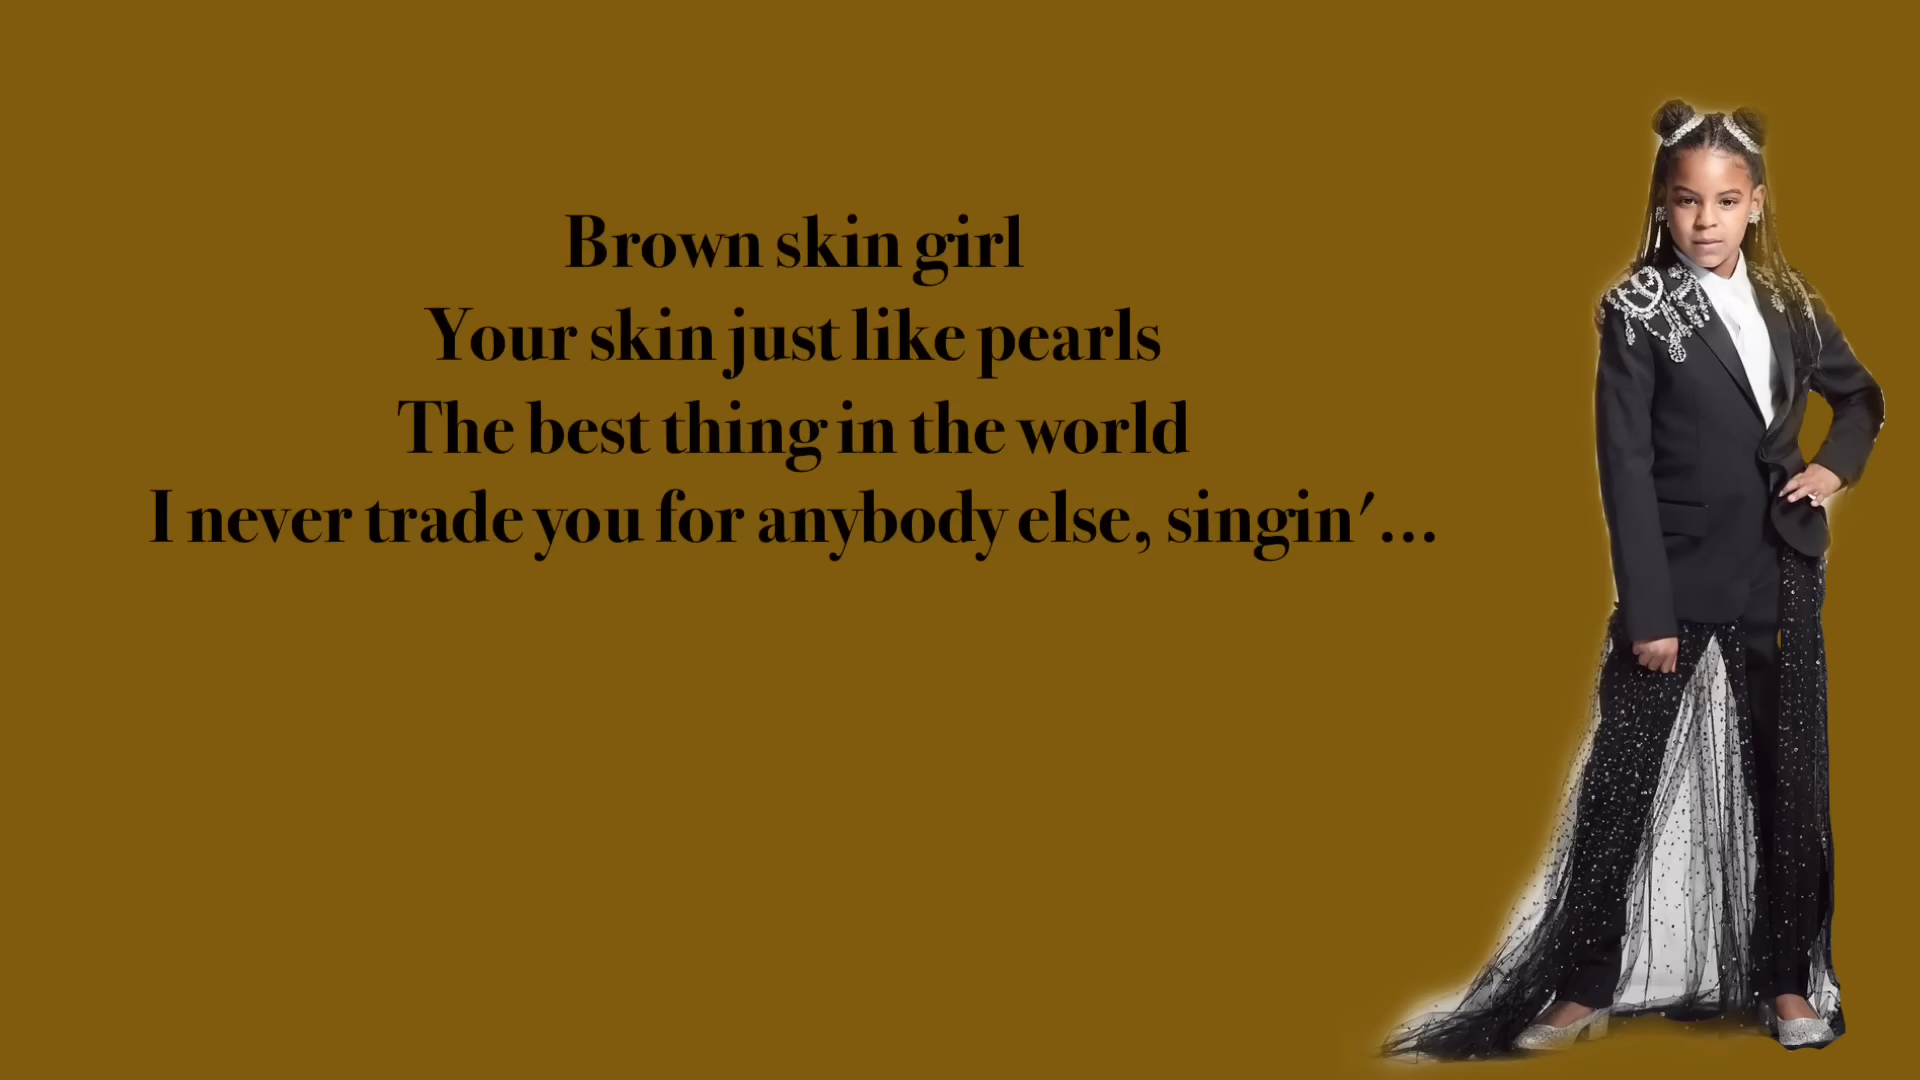 Brown skin girl
Your skin just like pearls
The best thing in the world
I never trade you for anybody else, singin'...